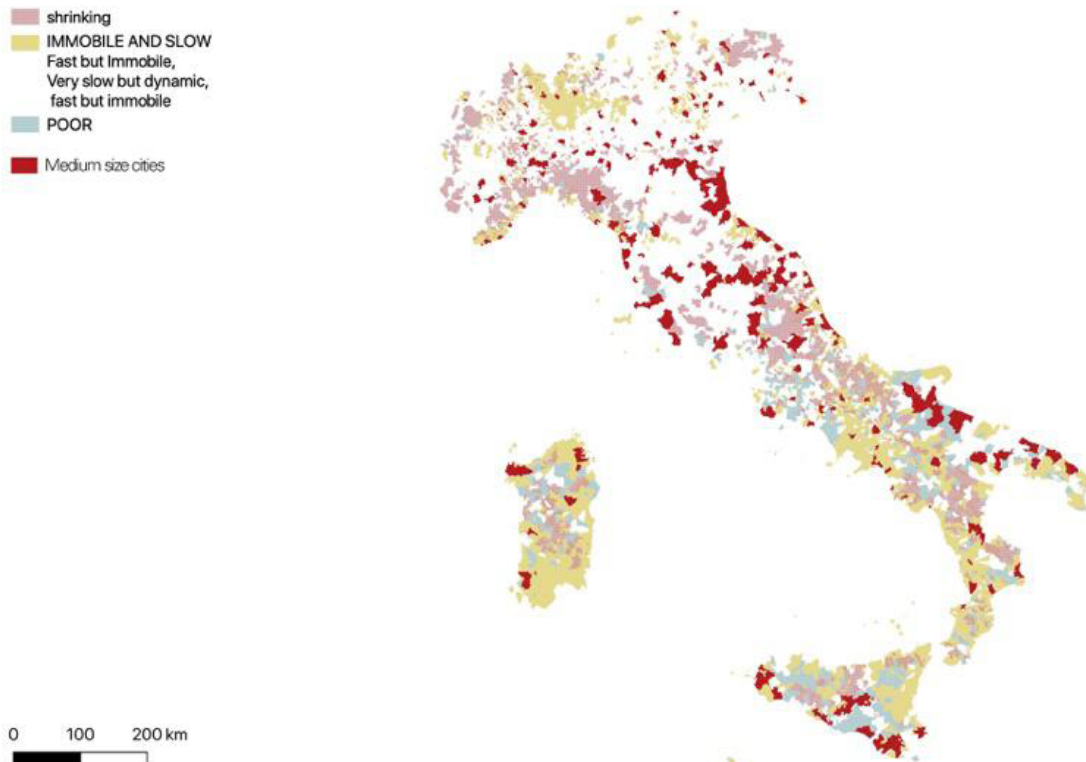 shrinking
IMMOBILE AND SLOW
Fast but Immobile,
Very slow but dynamic,
fast but immobile
POOR
Medium size cities
0 100 200 km